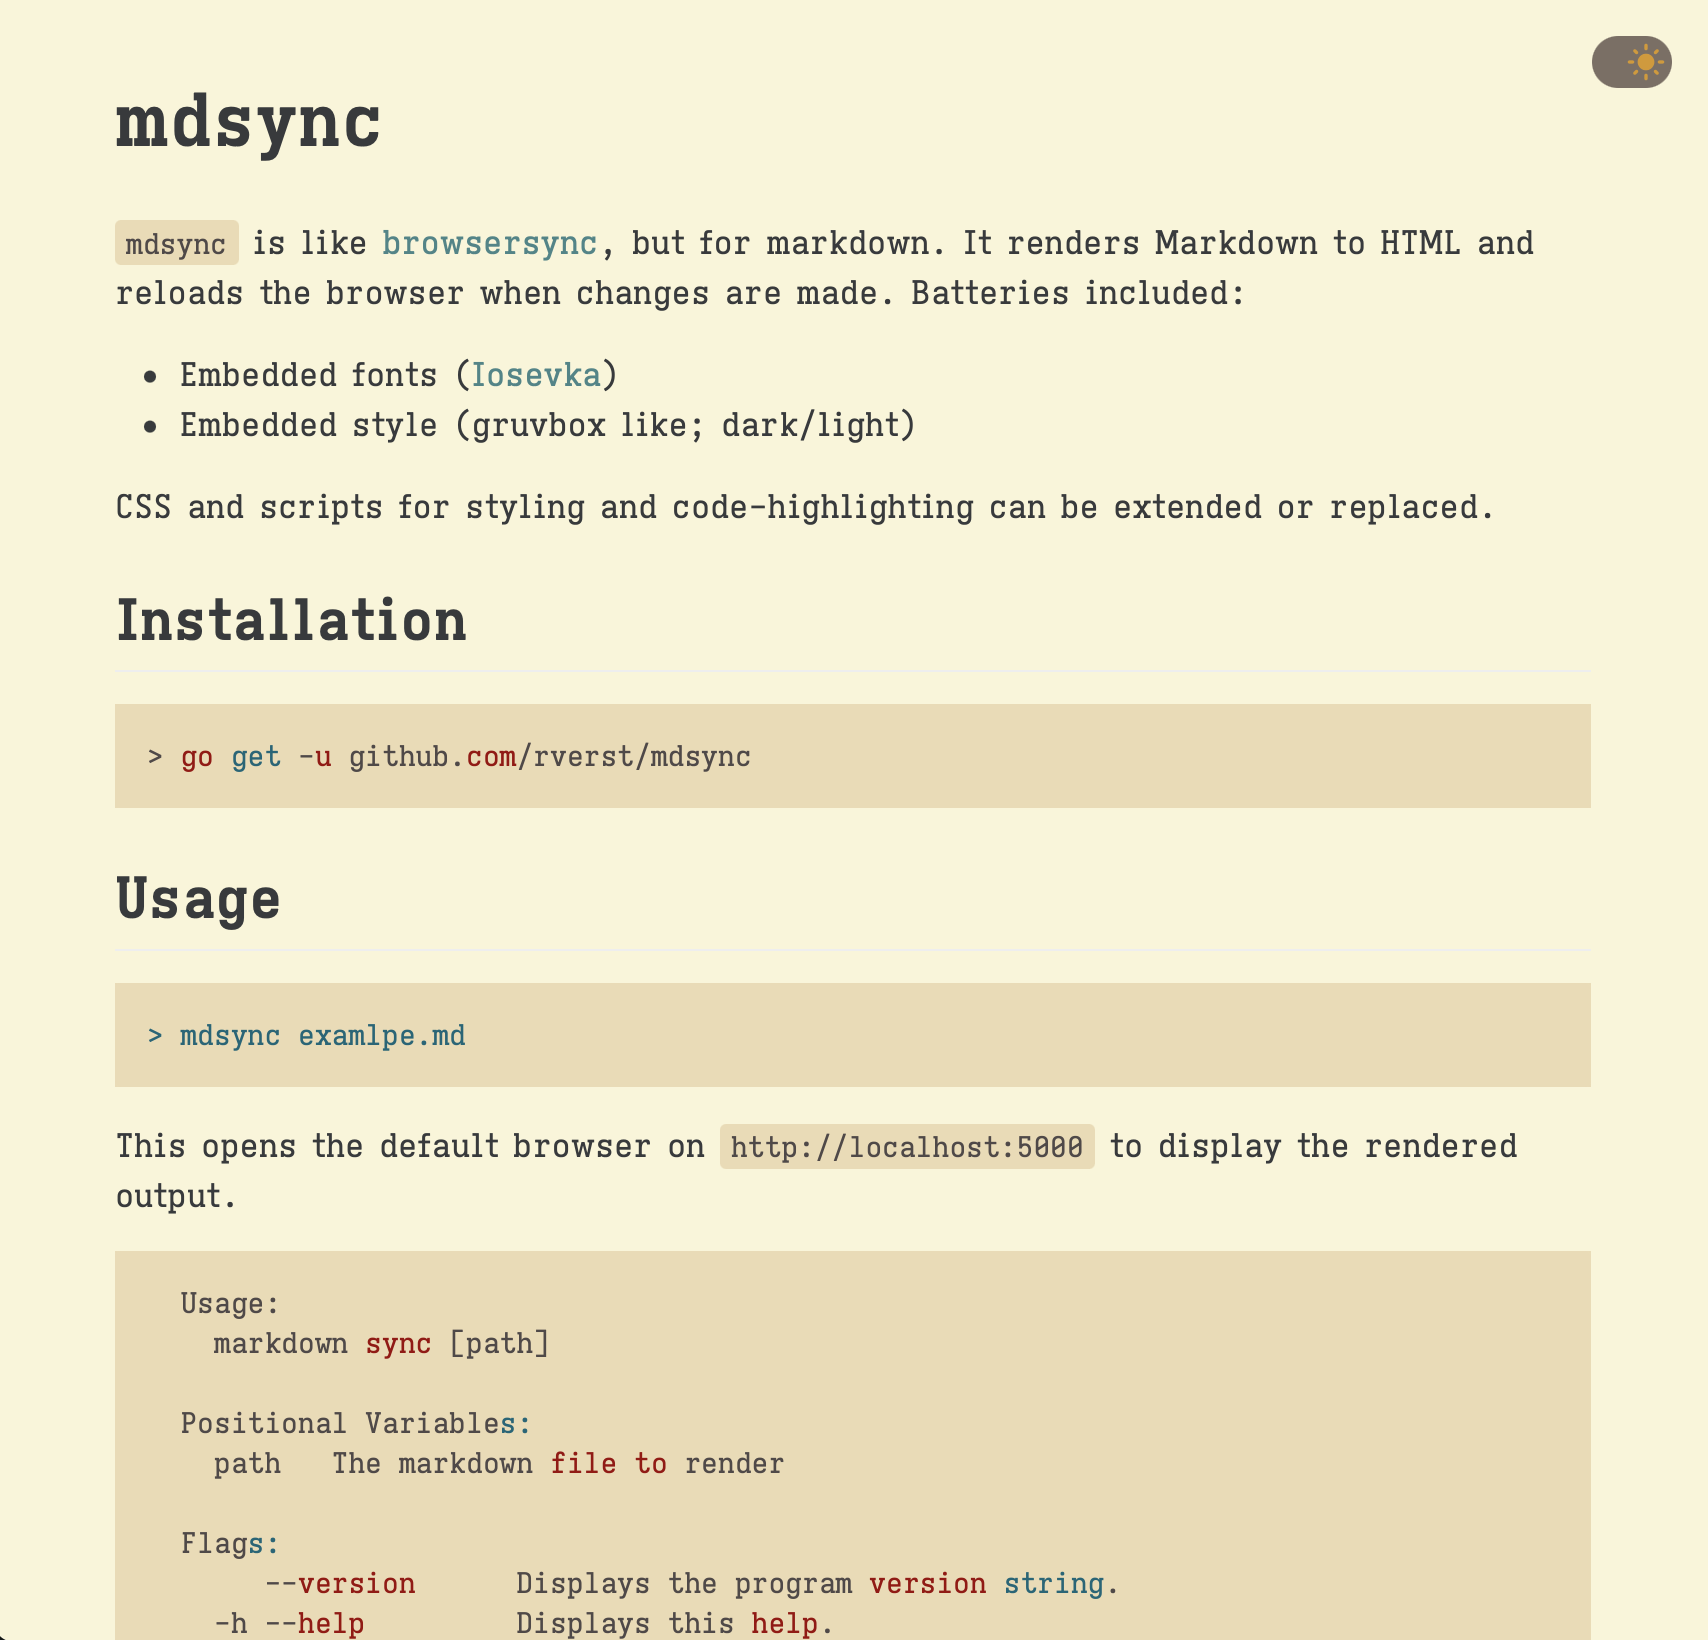 mdsync
mdsync is like browsersync, but for markdown. It renders Markdown to HTML and
reloads the browser when changes are made. Batteries included:
• Embedded fonts (Iosevka)
• Embedded style (gruvbox like; dark/light)
CSS and scripts for styling and code-highlighting can be extended or replaced.
Installation
> go get -u github.com/rverst/mdsync
Usage
> mdsync examlpe.md
This opens the default browser on http://localhost:5000 to display the rendered
output.
Usage:
markdown sync [path]
Positional Variables:
path   The markdown file to render
Flags:
--version      Displays the program version string.
-h --help         Displays this help.